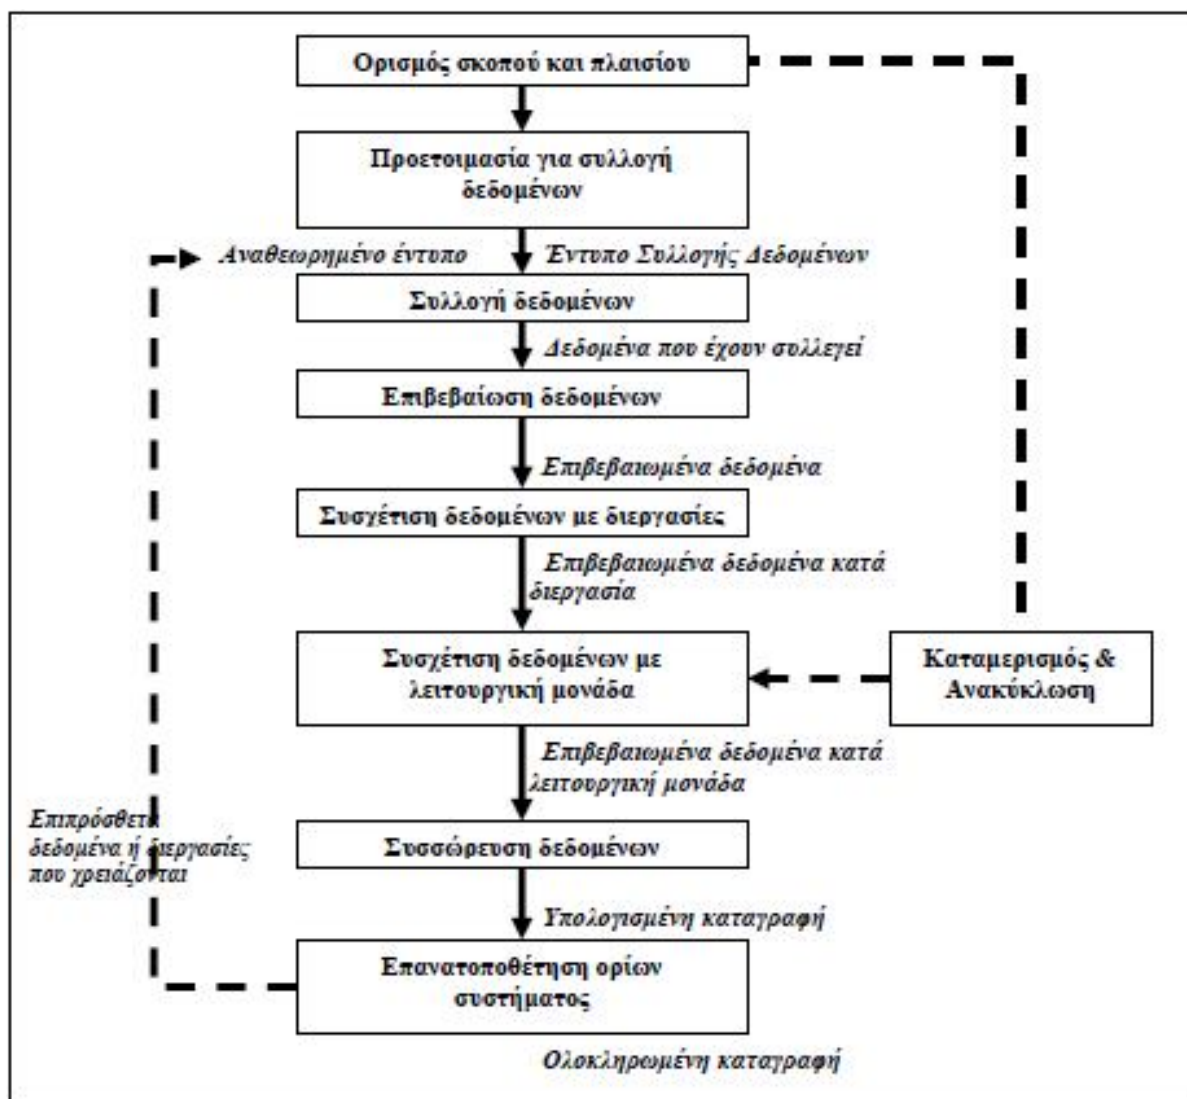 Ορισμός σκοπού και πλαισίου
Προετοιμασία για συλλογή
δεδομένων
Αναθεωρημένο έντυπο
Έντυπο Συλλογής Δεδομένων
Συλλογή δεδομένων
Δεδομένα που έχουν συλλεγεί
Επιβεβαίωση δεδομένων
Επιβεβαιωμένα δεδομένα
Συσχέτιση δεδομένων με διεργασίες
Επιβεβαιωμένα δεδομένα κατά
διεργασία
Συσχέτιση δεδομένων με
λειτουργική μονάδα
Καταμερισμός &
Ανακύκλωση
Επιβεβαιωμένα δεδομένα κατά
λειτουργική μονάδα
Επιπρόσθετα
δεδομένα ή διεργασίες
που χρειάζονται
Συσσώρευση δεδομένων
Υπολογισμένη καταγραφή
Επανατοποθέτηση ορίων
συστήματος
Ολοκληρωμένη καταγραφή